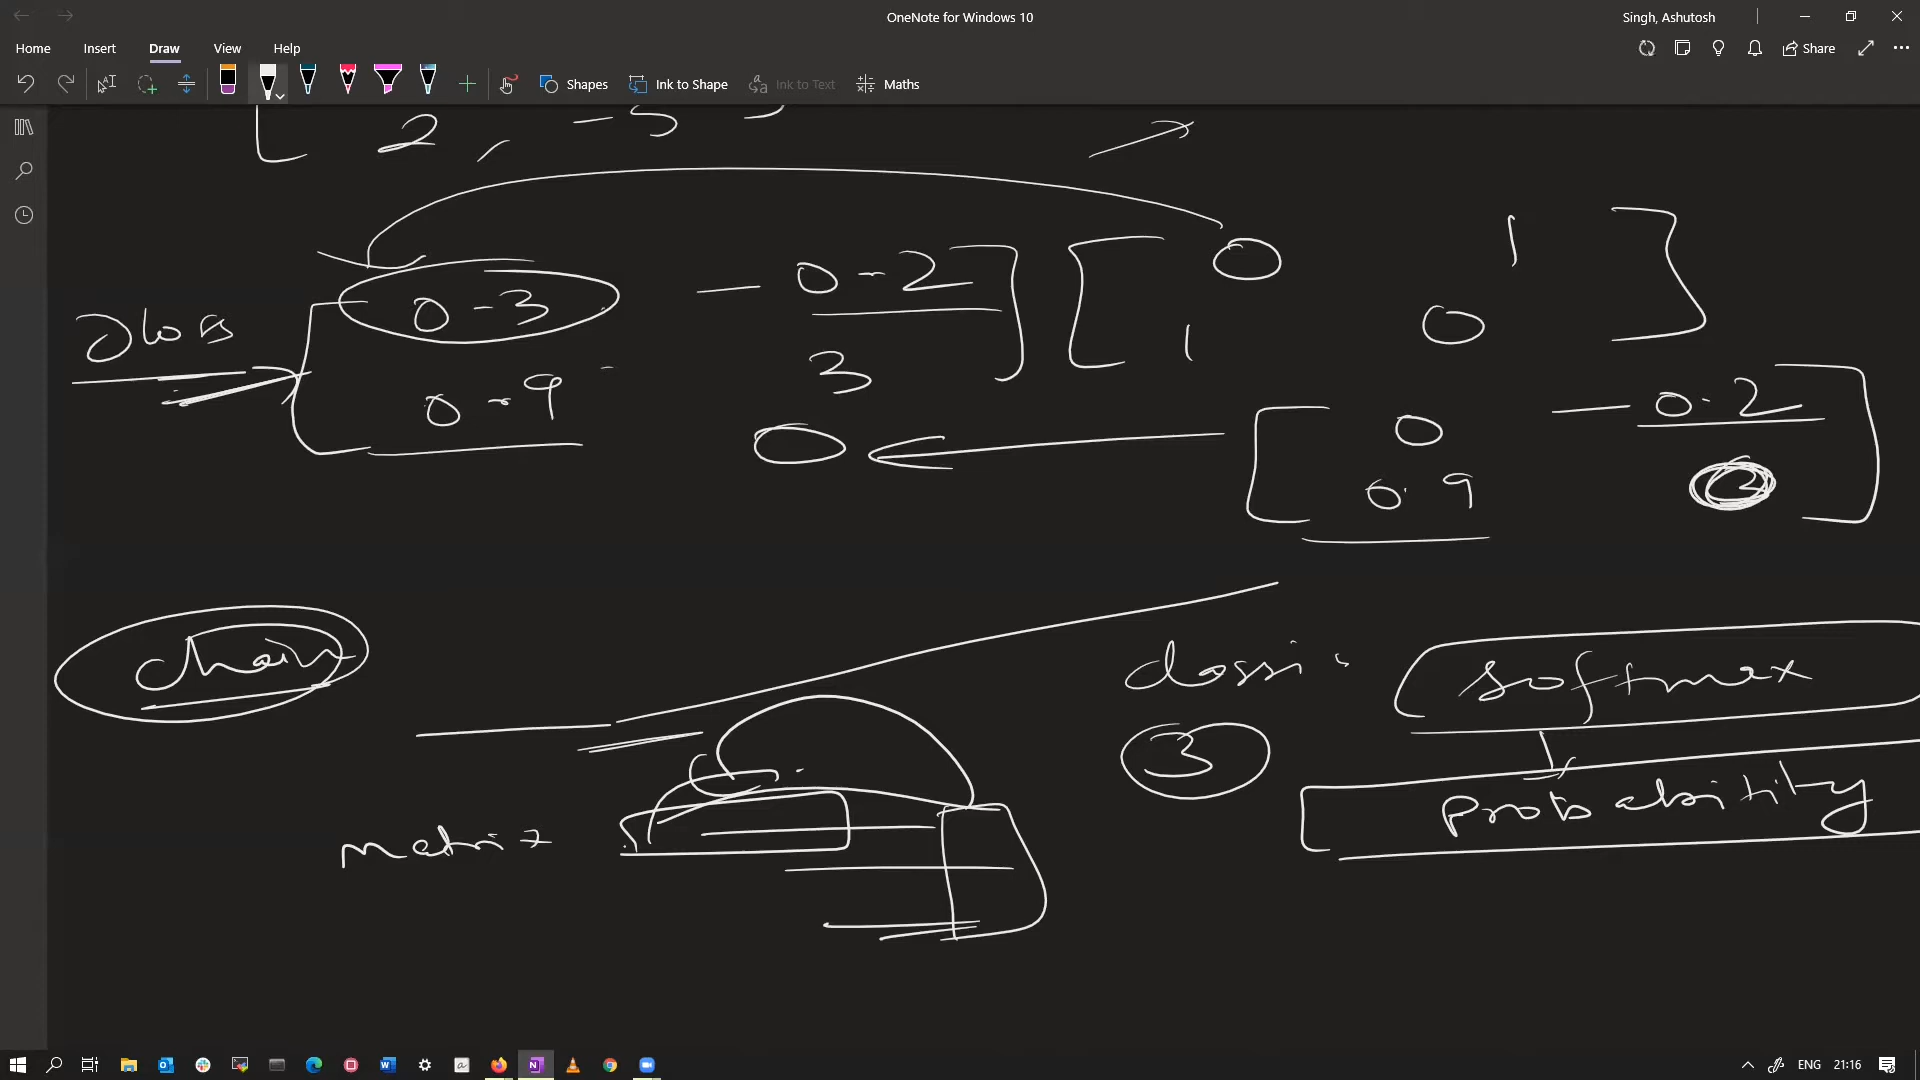 OneNote for Windows 10 Singh, Ashutosh
Home Insert Draw View Help Share
Shapes Ink to Shape Ink to Text Maths
2, -5
0 1
0-3 - 0-2
∂loss
0
1
0-9 3
0 - 0.2
0
0.9
chain
classi softmax
3
Probability
matrix
ENG 21:16